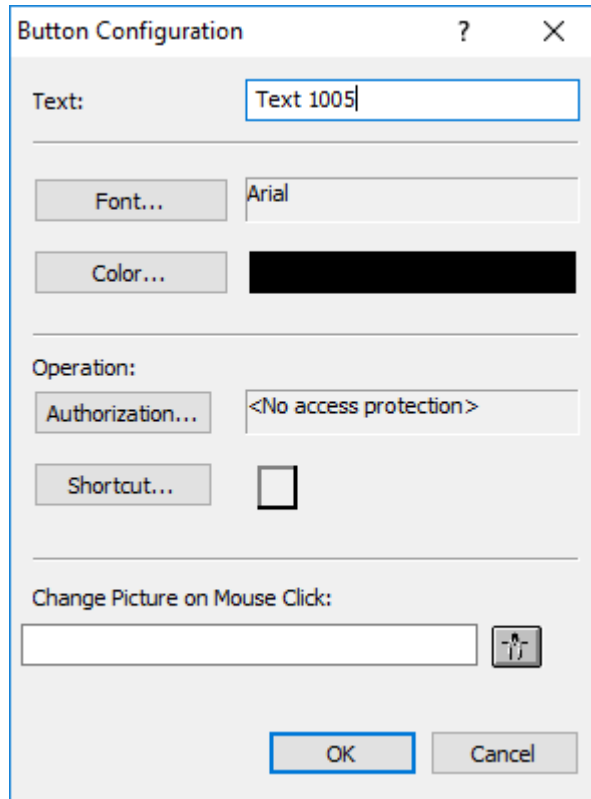 Button Configuration ?
Text: Text 1005
Font... Arial
Color...
Operation:
Authorization... <No access protection>
Shortcut...
Change Picture on Mouse Click:
OK Cancel